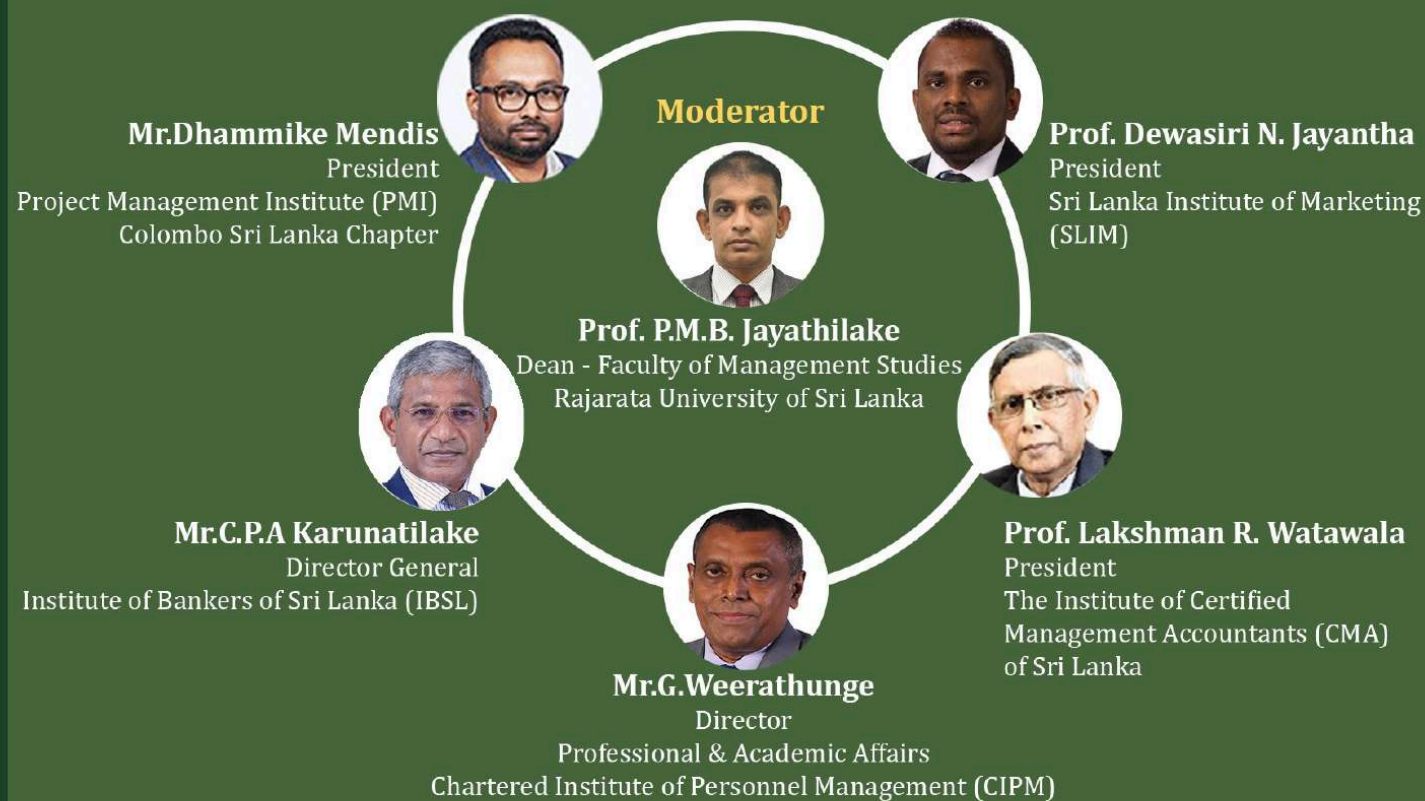 Moderator
Mr.Dhammike Mendis
President
Project Management Institute (PMI)
Colombo Sri Lanka Chapter
Prof. Dewasiri N. Jayantha
President
Sri Lanka Institute of Marketing
(SLIM)
Prof. P.M.B. Jayathilake
Dean - Faculty of Management Studies
Rajarata University of Sri Lanka
Mr.C.P.A Karunatilake
Director General
Institute of Bankers of Sri Lanka (IBSL)
Prof. Lakshman R. Watawala
President
The Institute of Certified
Management Accountants (CMA)
of Sri Lanka
Mr.G.Weerathunge
Director
Professional & Academic Affairs
Chartered Institute of Personnel Management (CIPM)